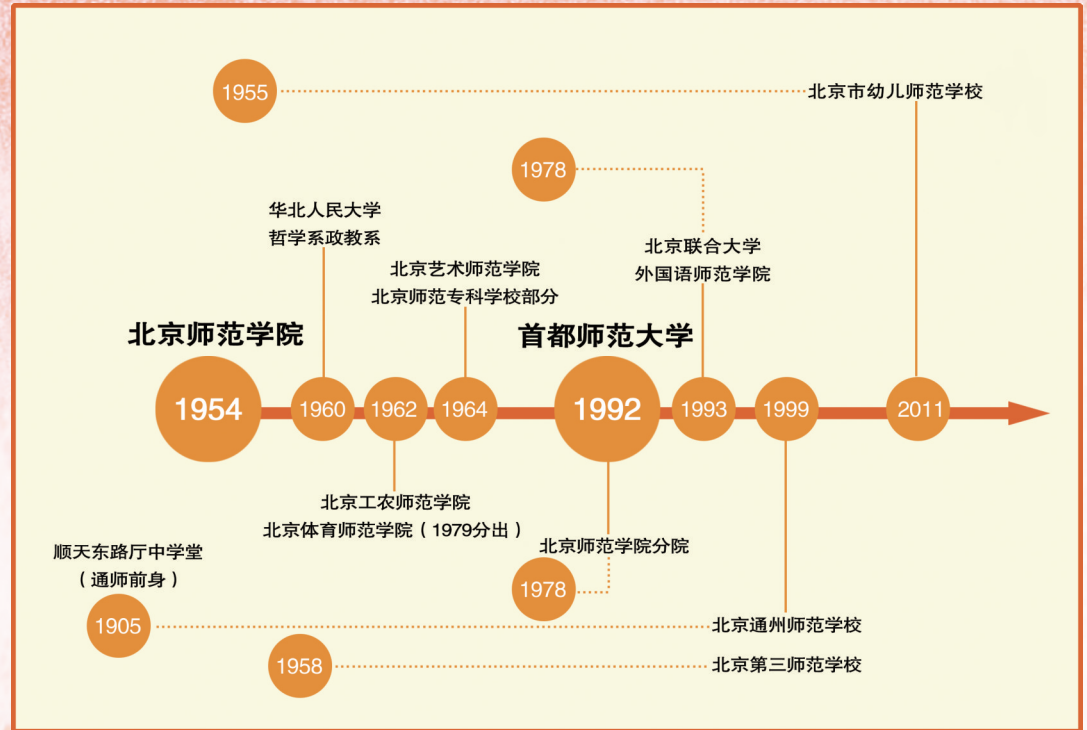 1955
北京市幼儿师范学校
1978
华北人民大学
哲学系政教系
北京联合大学
外国语师范学院
北京艺术师范学院
北京师范专科学校部分
北京师范学院
首都师范大学
1954
1960
1962
1964
1992
1993
1999
2011
北京工农师范学院
北京体育师范学院（1979分出）
顺天东路厅中学堂
（通师前身）
北京师范学院分院
1978
1905
北京通州师范学校
1958
北京第三师范学校